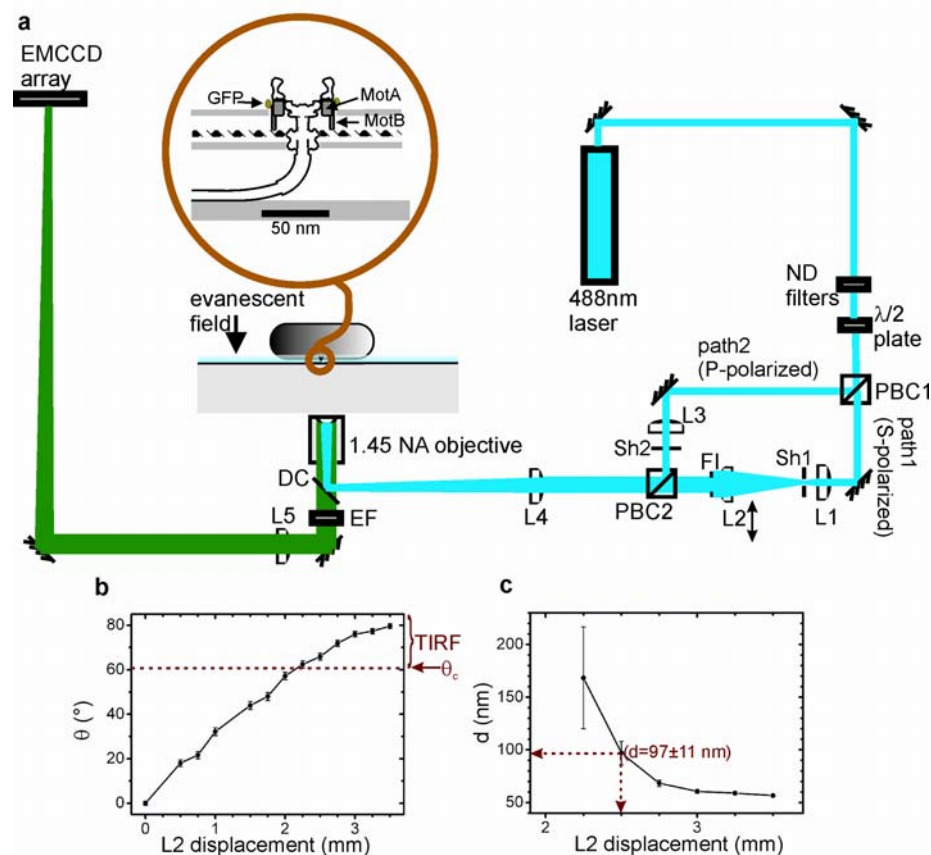 a
EMCCD
array
GFP
MotA
MotB
50 nm
evanescent
field
488nm
laser
ND
filters
λ/2
plate
path2
(P-polarized)
PBC1
path1
(S-polarized)
L3
Sh2
Fl
Sh1
PBC2
L2
L1
L4
1.45 NA objective
DC
EF
L5
b
80
60
40
20
0
θ (°)
TIRF
θc
0
1
2
3
L2 displacement (mm)
c
200
150
100
50
d (nm)
(d=97±11 nm)
2
3
L2 displacement (mm)